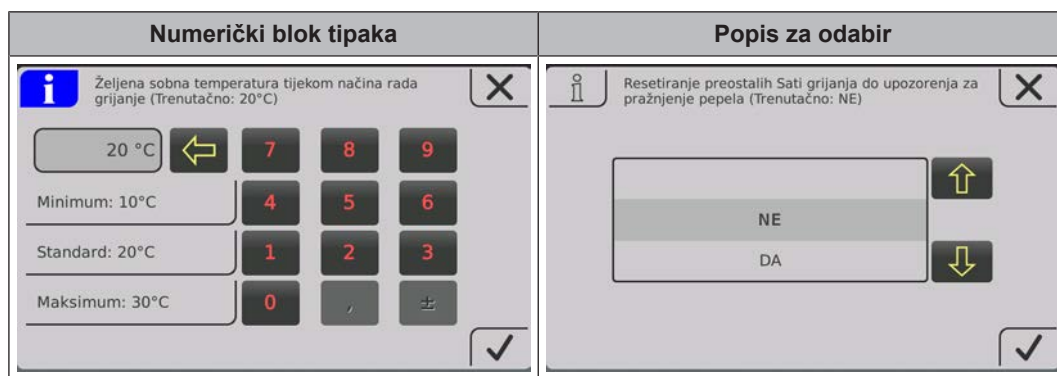 Numerički blok tipaka
Popis za odabir
i
Željena sobna temperatura tijekom načina rada
grijanje (Trenutačno: 20°C)
20 °C
7 8 9
Minimum: 10°C
4 5 6
Standard: 20°C
1 2 3
Maksimum: 30°C
0 , ±
i
Resetiranje preostalih Sati grijanja do upozorenja za
pražnjenje pepela (Trenutačno: NE)
NE
DA